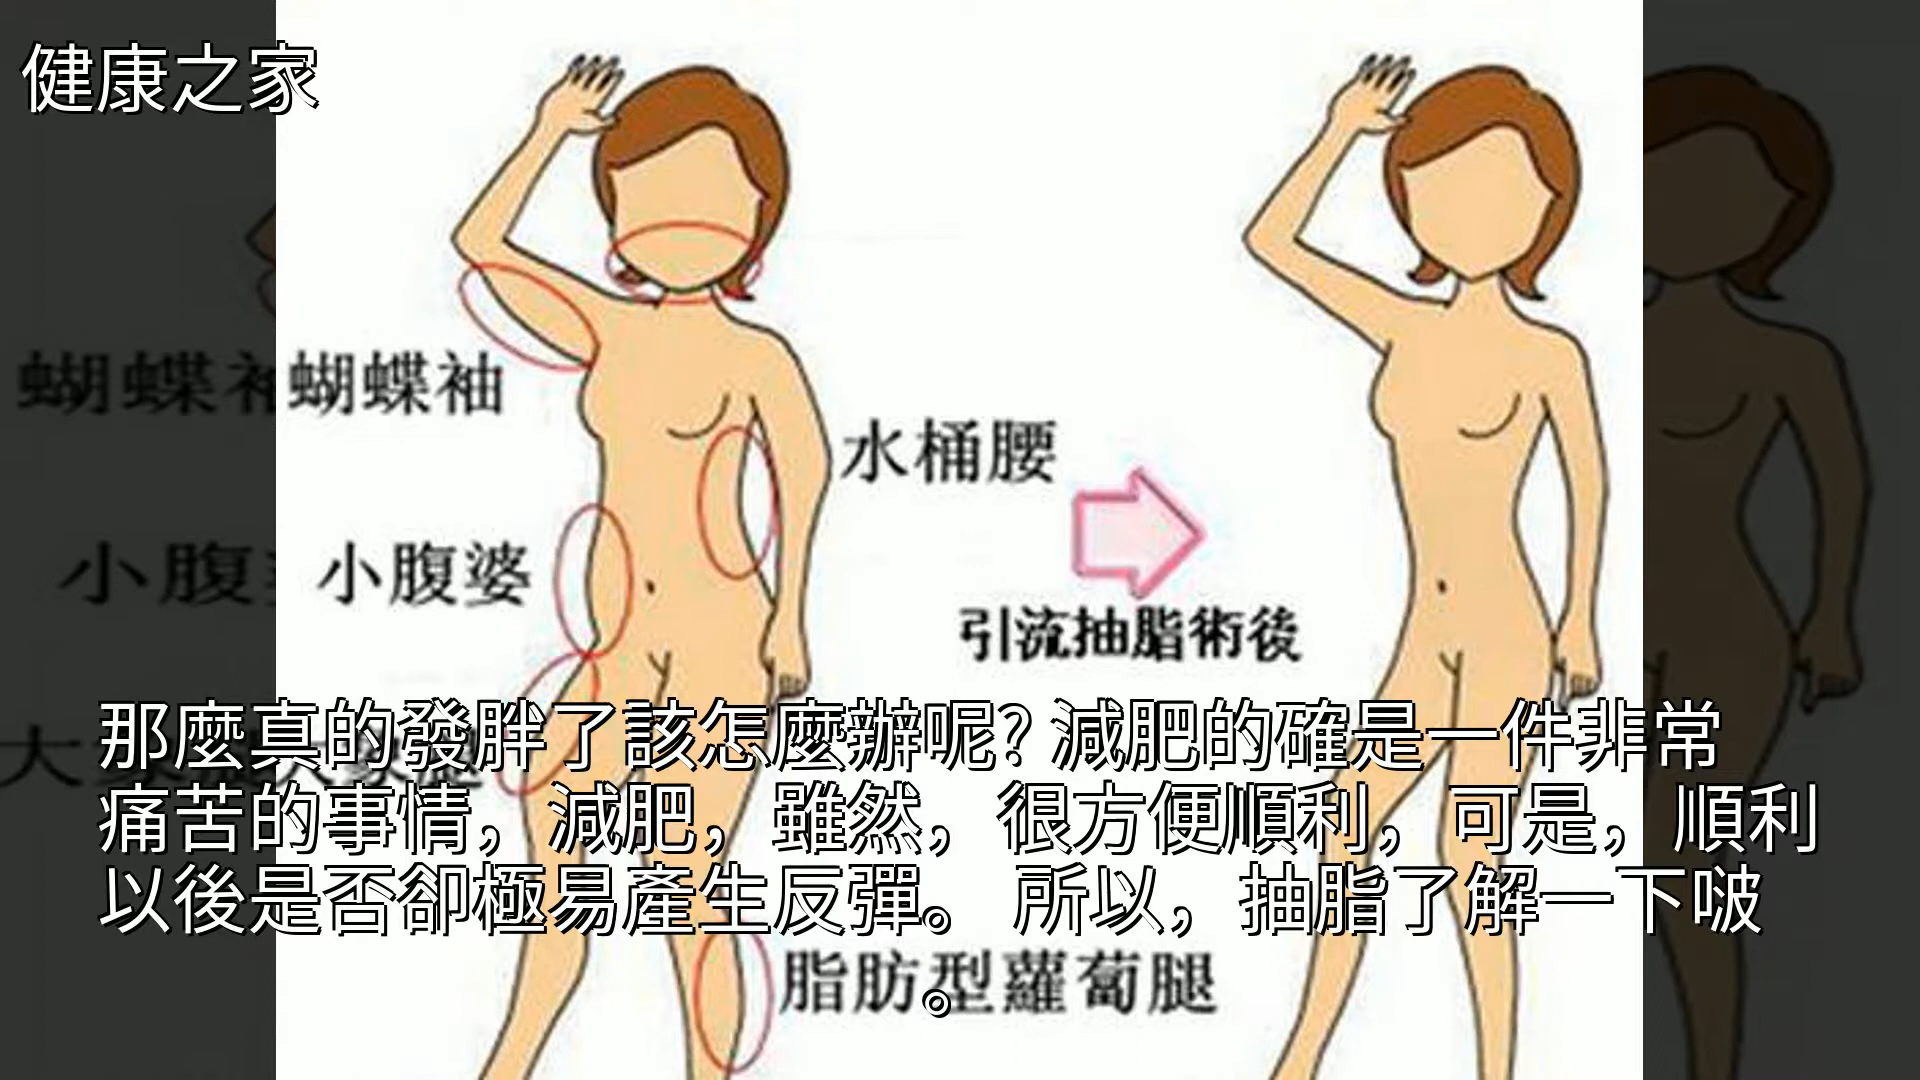 健康之家
蝴蝶袖
水桶腰
小腹婆
引流抽脂術後
那麼真的發胖了該怎麼辦呢? 減肥的確是一件非常
痛苦的事情，減肥，雖然，很方便順利，可是，順利
以後是否卻極易產生反彈。 所以，抽脂了解一下啵
。
脂肪型蘿蔔腿